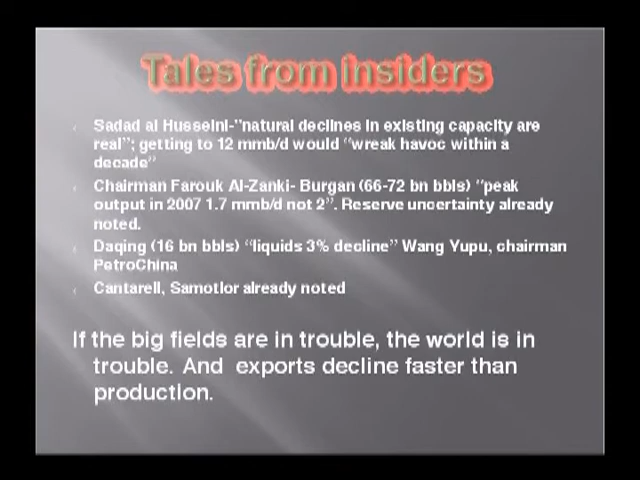 Tales from insiders
Sadad al Husseini-"natural declines in existing capacity are
real"; getting to 12 mmb/d would "wreak havoc within a
decade"
Chairman Farouk Al-Zanki- Burgan (66-72 bn bbls) "peak
output in 2007 1.7 mmb/d not 2". Reserve uncertainty already
noted.
Daqing (16 bn bbls) "liquids 3% decline" Wang Yupu, chairman
PetroChina
Cantarell, Samotlor already noted
If the big fields are in trouble, the world is in
trouble. And exports decline faster than
production.